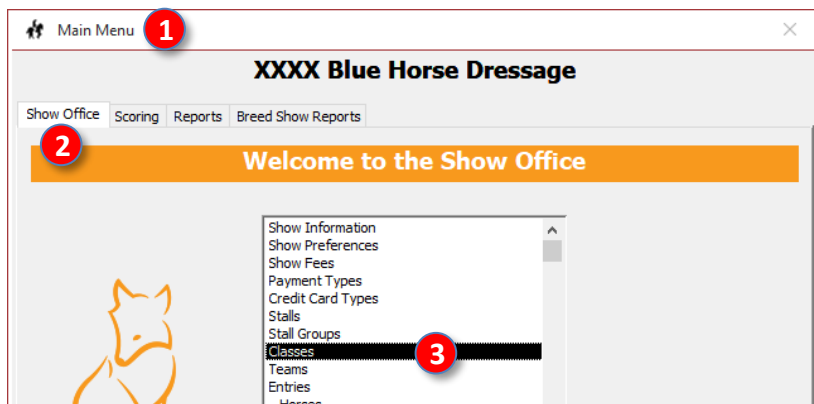 Main Menu 1
XXXX Blue Horse Dressage
Show Office Scoring Reports Breed Show Reports
2
Welcome to the Show Office
Show Information
Show Preferences
Show Fees
Payment Types
Credit Card Types
Stalls
Stall Groups
Classes 3
Teams
Entries
Horses